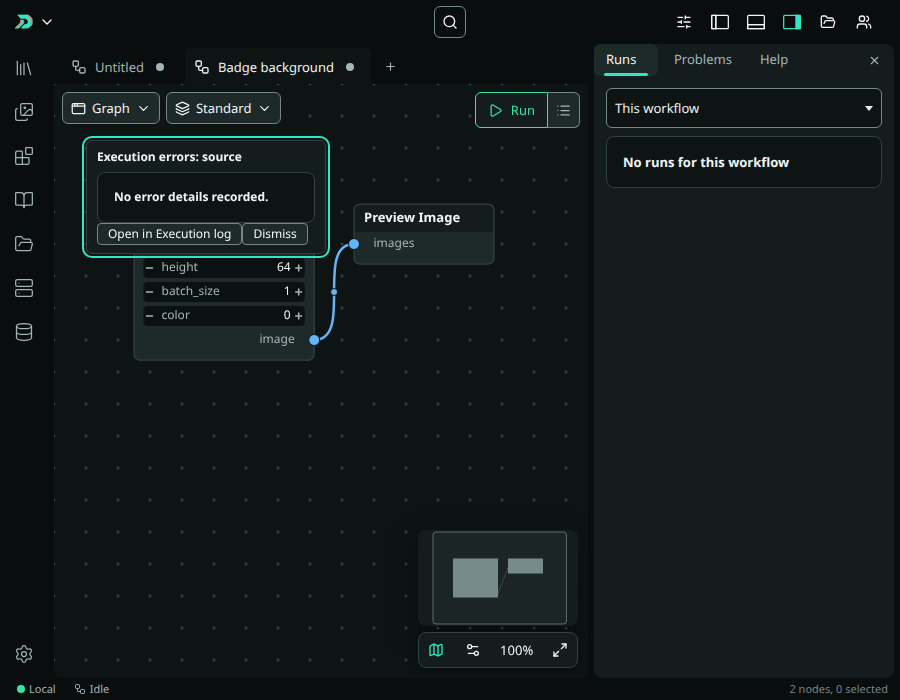 Untitled
Badge background
Graph
Standard
Run
Execution errors: source
No error details recorded.
Open in Execution log
Dismiss
Preview Image
images
height 64
batch_size 1
color 0
image
100%
Runs
Problems
Help
This workflow
No runs for this workflow
Local
Idle
2 nodes, 0 selected